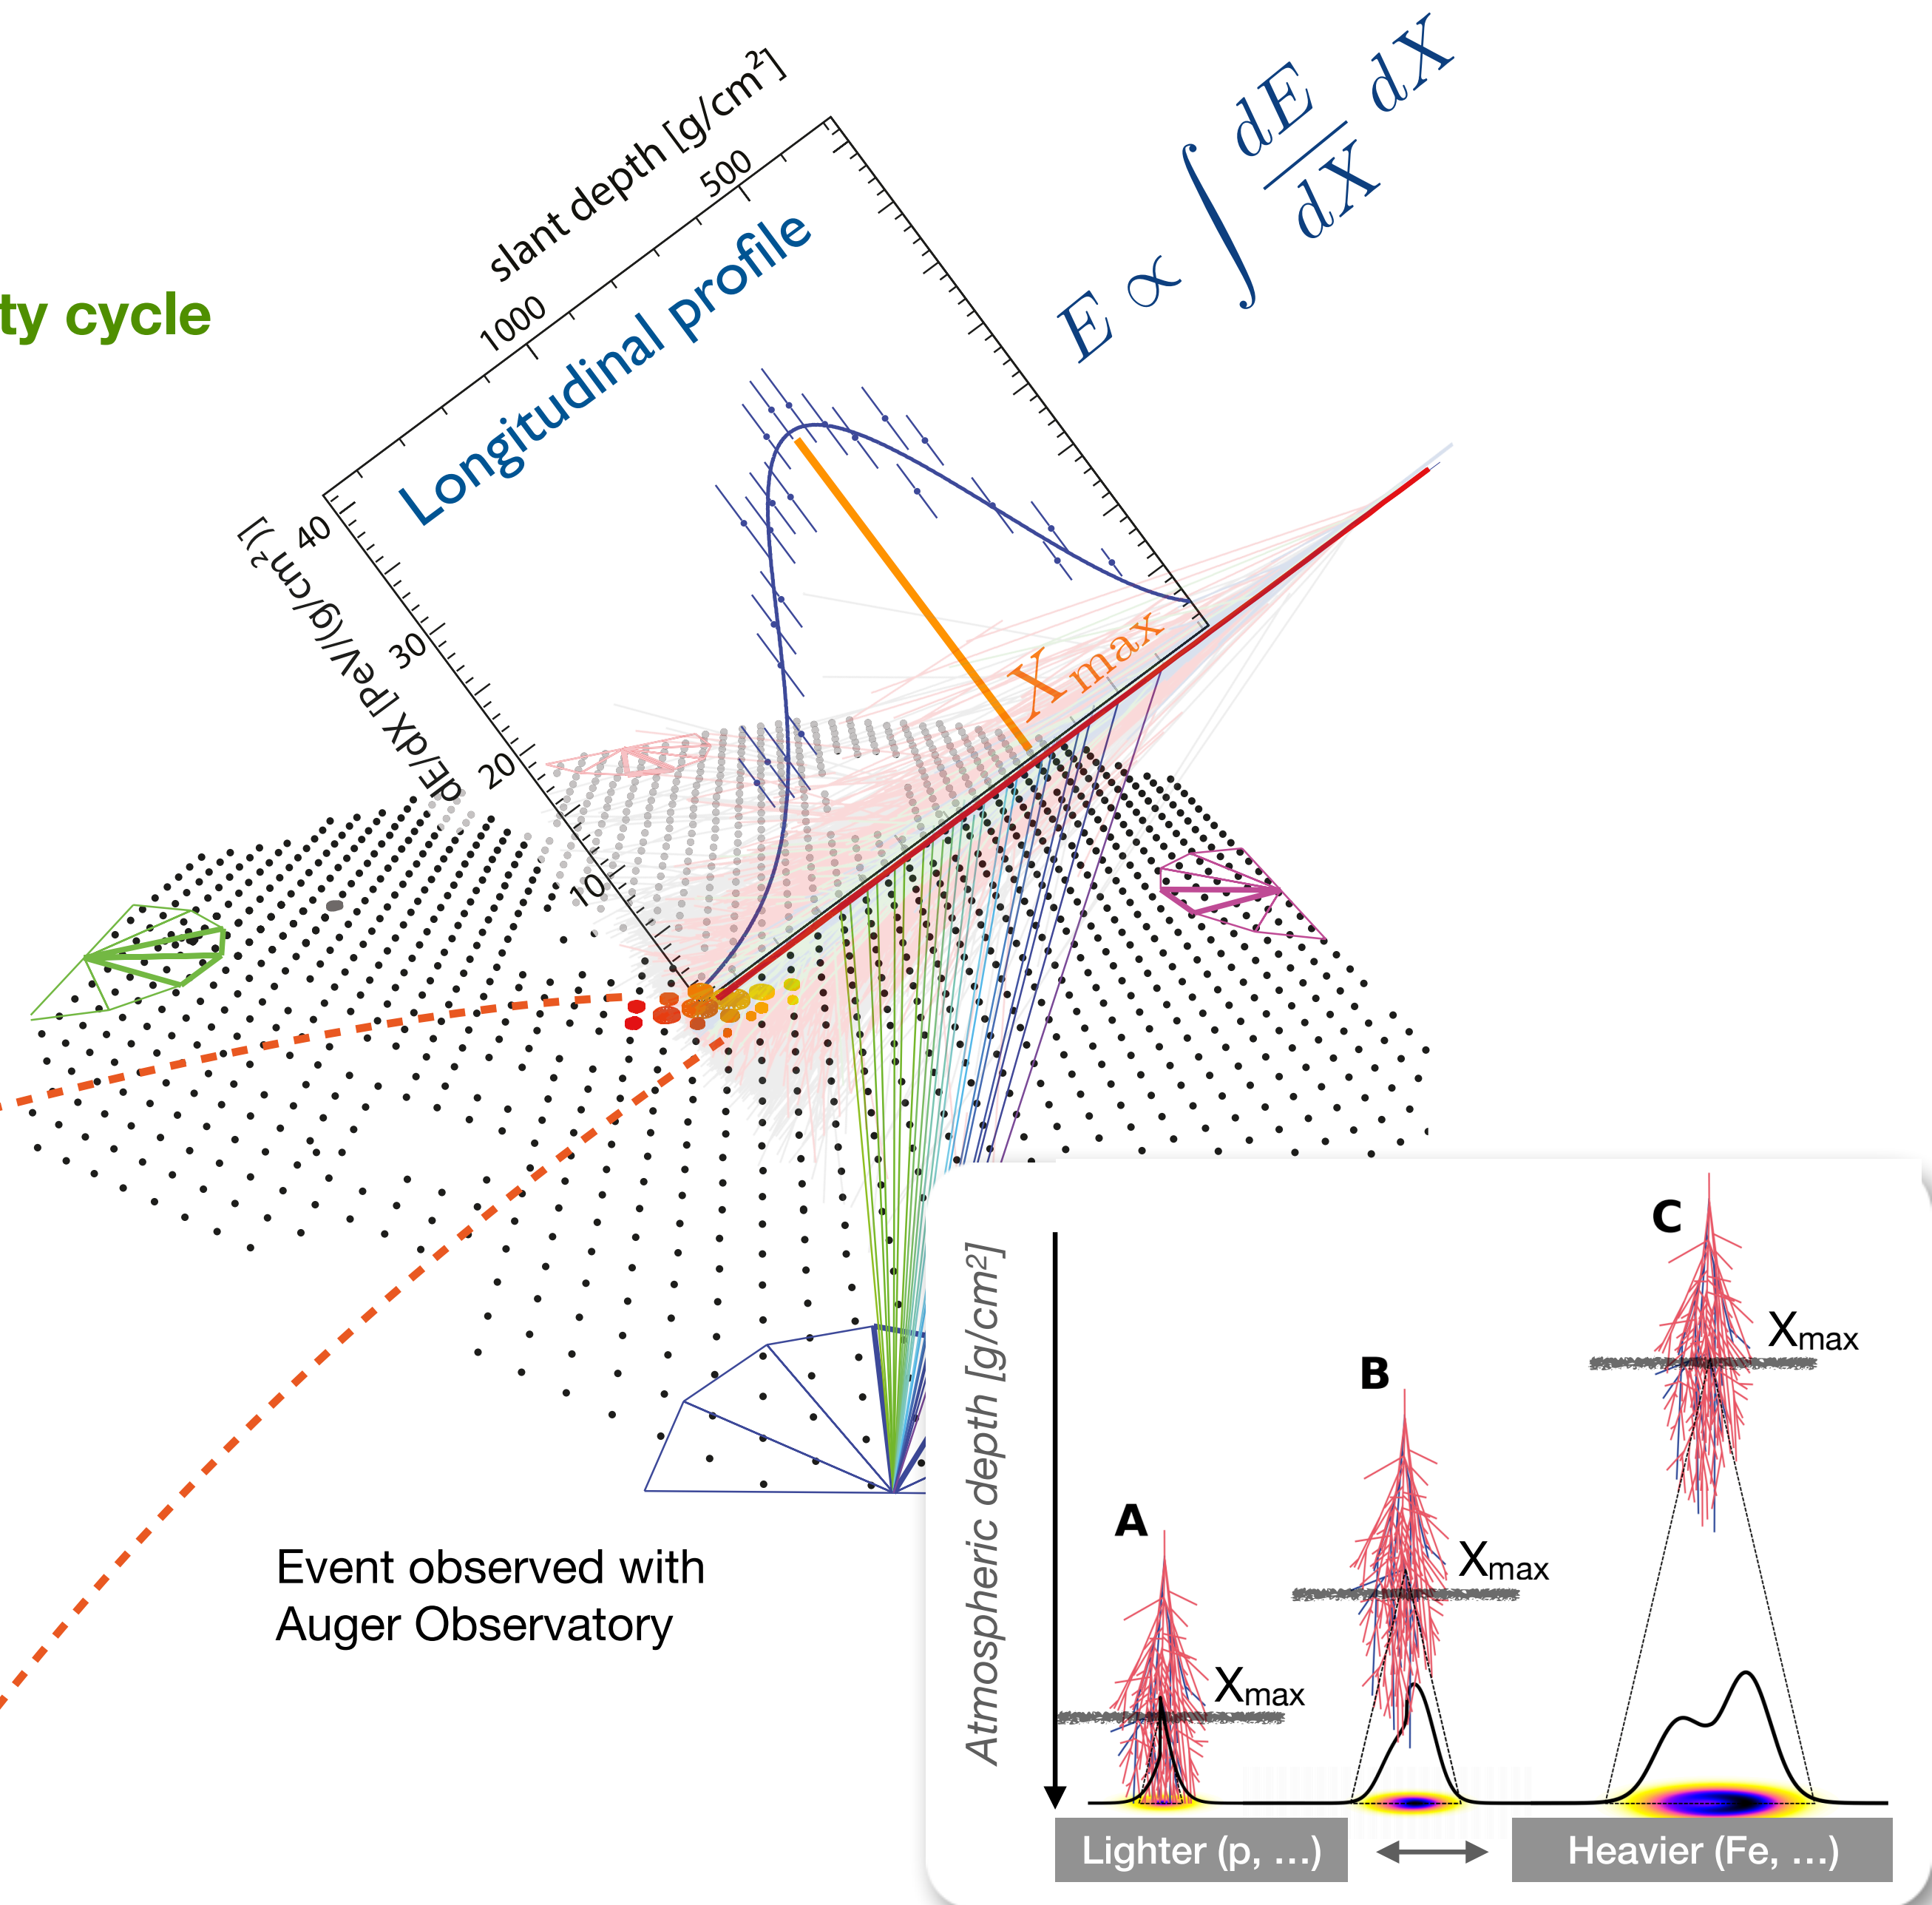 slant depth [g/cm²]
500
1000
Longitudinal profile
E ∝ ∫ dE/dX dX
ty cycle
40
30
20
10
dE/dX [PeV/(g/cm²)]
Xmax
Event observed with
Auger Observatory
Atmospheric depth [g/cm²]
A
Xmax
B
Xmax
C
Xmax
Lighter (p, ...)
Heavier (Fe, ...)